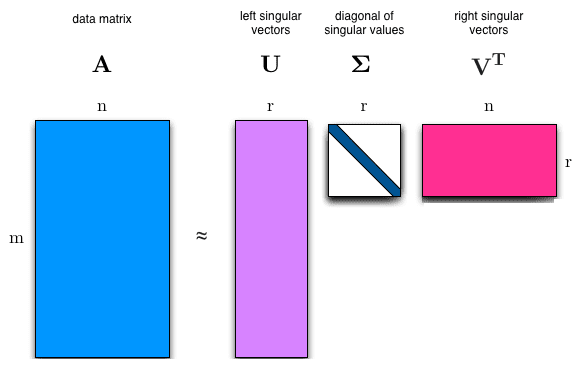 data matrix
left singular
vectors
diagonal of
singular values
right singular
vectors
A
U
Σ
V^T
n
r
r
n
m
≈
r